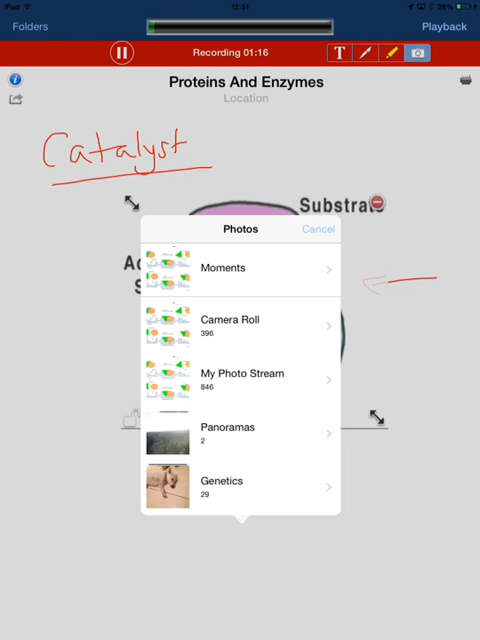 iPad 12:51 28%
Folders Playback
Recording 01:16 T
Proteins And Enzymes
Location
Catalyst
Substrate
Photos Cancel
Moments
Camera Roll
396
My Photo Stream
846
Panoramas
2
Genetics
29